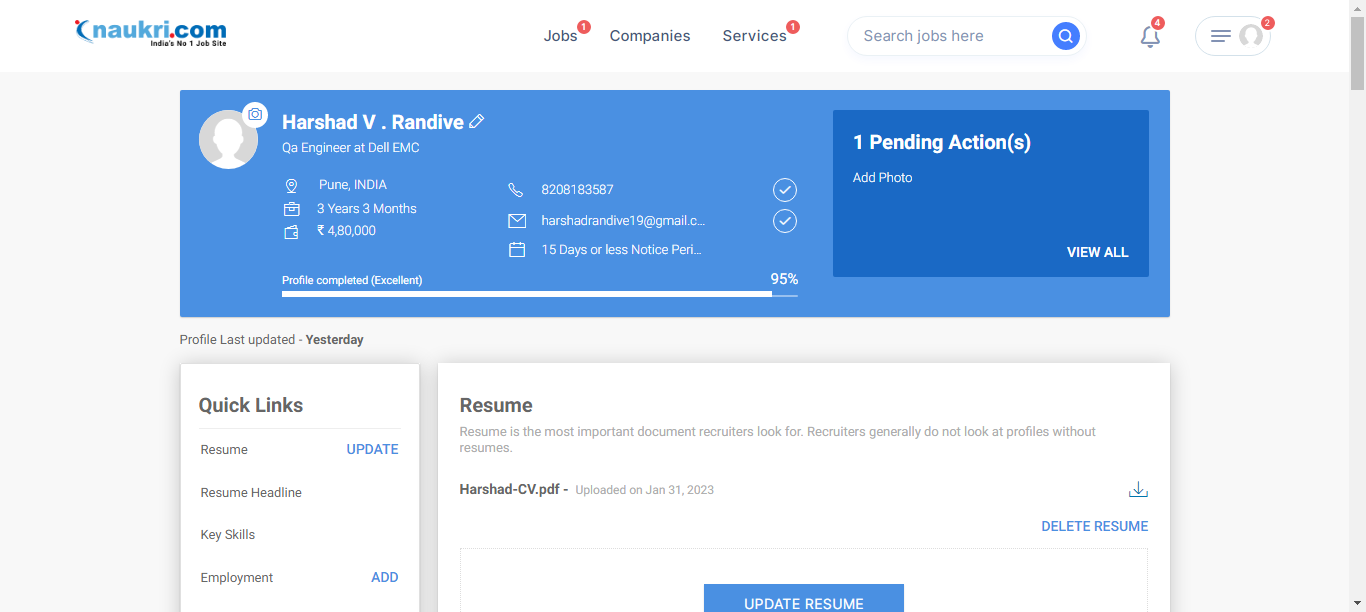 naukri.com
India's No 1 Job Site
Jobs 1
Companies
Services 1
Search jobs here
4
2
Harshad V . Randive
Qa Engineer at Dell EMC
Pune, INDIA
3 Years 3 Months
₹ 4,80,000
8208183587
harshadrandive19@gmail.c...
15 Days or less Notice Peri...
Profile completed (Excellent) 95%
1 Pending Action(s)
Add Photo
VIEW ALL
Profile Last updated - Yesterday
Quick Links
Resume UPDATE
Resume Headline
Key Skills
Employment ADD
Resume
Resume is the most important document recruiters look for. Recruiters generally do not look at profiles without
resumes.
Harshad-CV.pdf - Uploaded on Jan 31, 2023
DELETE RESUME
UPDATE RESUME